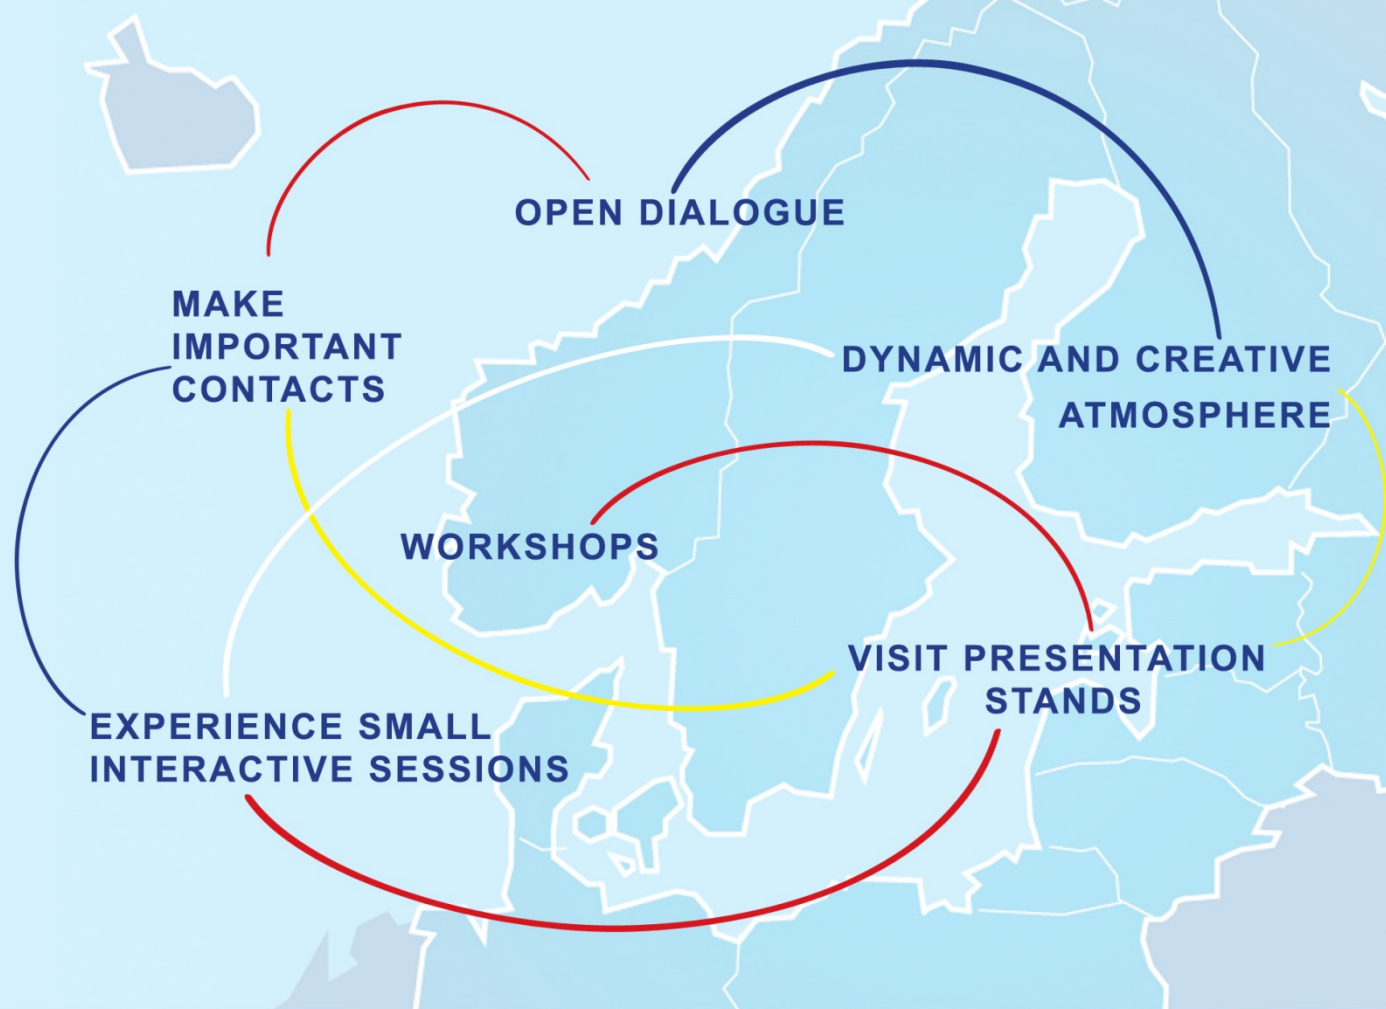 OPEN DIALOGUE
MAKE
IMPORTANT
CONTACTS
DYNAMIC AND CREATIVE
ATMOSPHERE
WORKSHOPS
VISIT PRESENTATION
STANDS
EXPERIENCE SMALL
INTERACTIVE SESSIONS